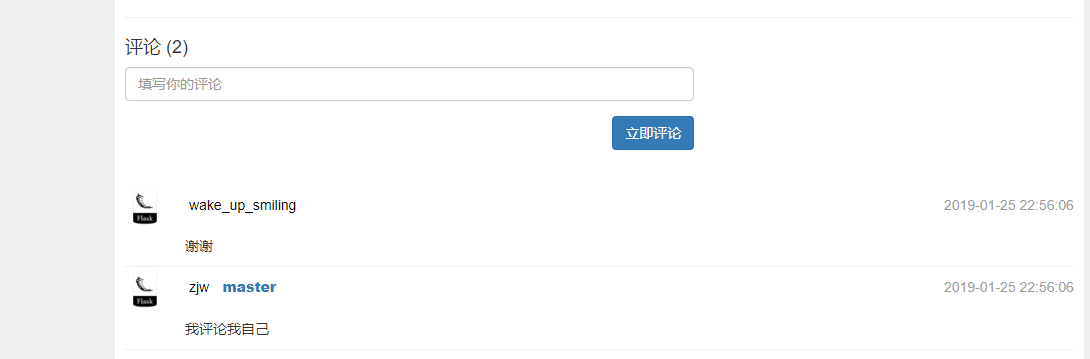 评论 (2)
填写你的评论
立即评论
wake_up_smiling 2019-01-25 22:56:06
Flask
谢谢
zjw master 2019-01-25 22:56:06
Flask
我评论我自己